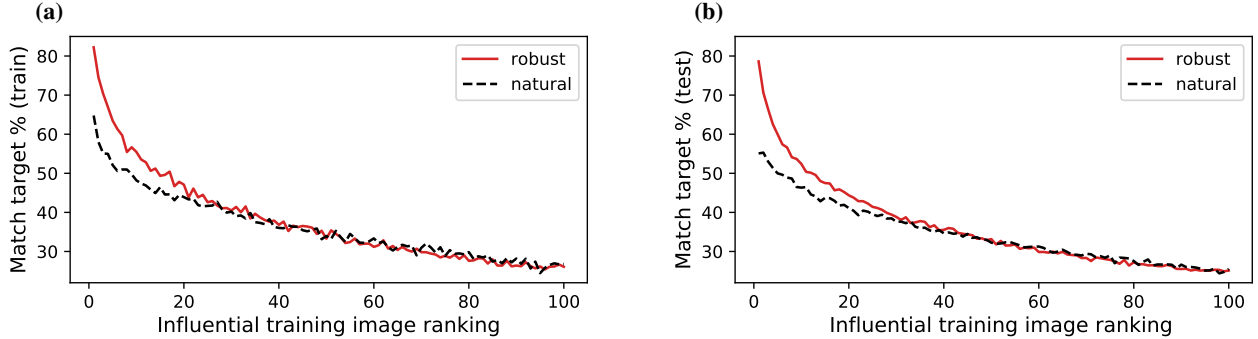 (a)
Match target % (train)
80
70
60
50
40
30
robust
natural
0
20
40
60
80
100
Influential training image ranking
(b)
Match target % (test)
80
70
60
50
40
30
robust
natural
0
20
40
60
80
100
Influential training image ranking